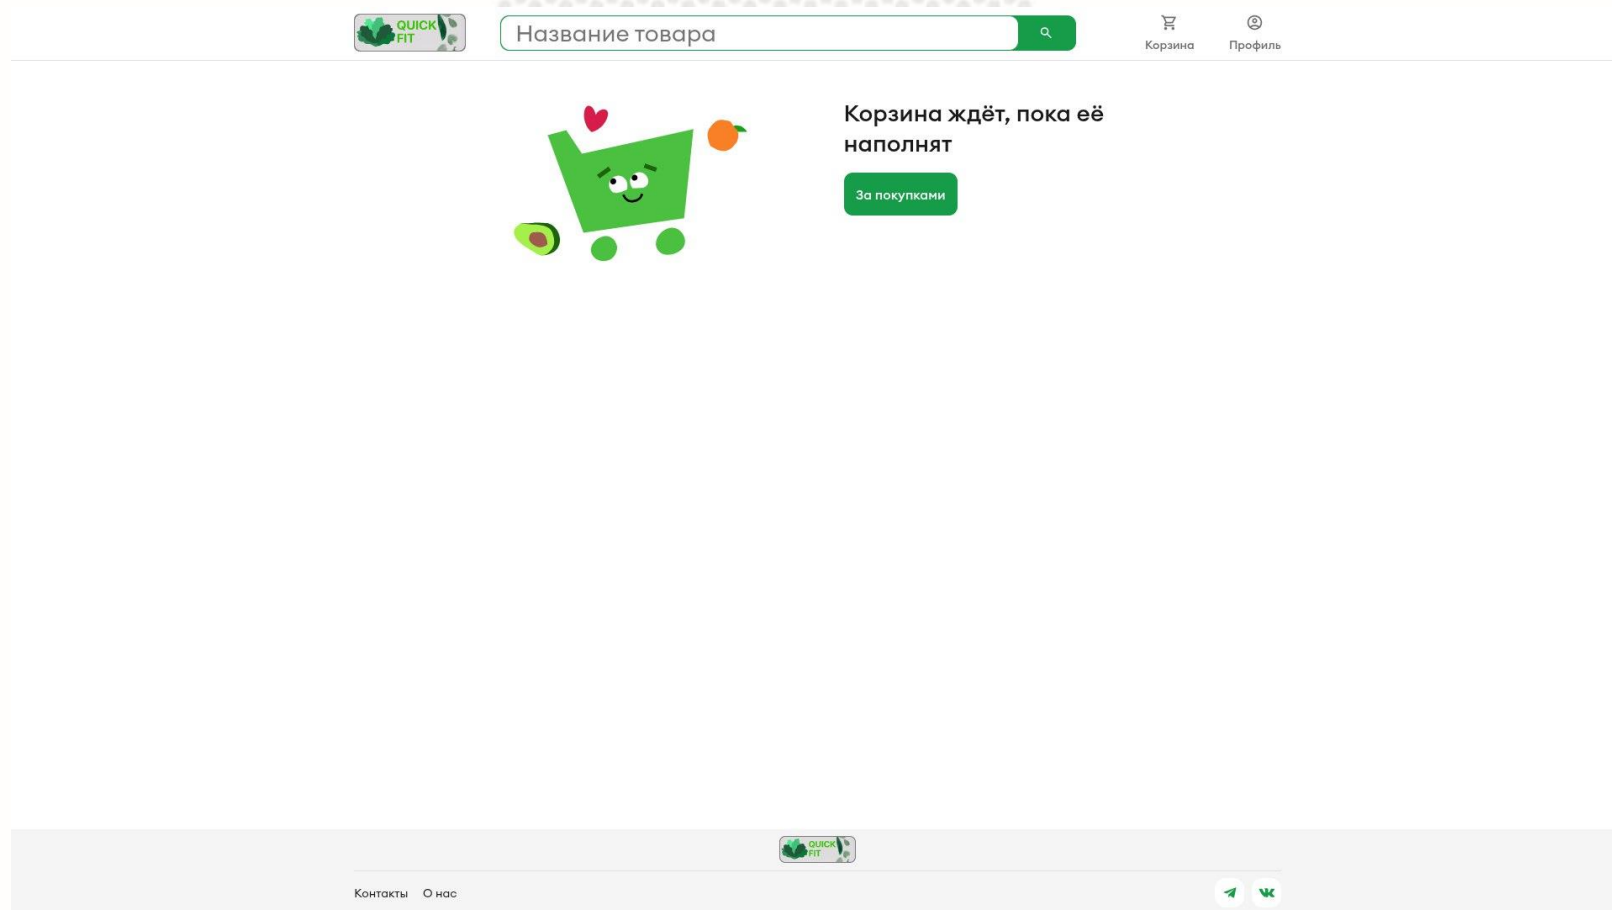 QUICK
FIT
Название товара
Корзина
Профиль
Корзина ждёт, пока её
наполнят
За покупками
QUICK
FIT
Контакты
О нас